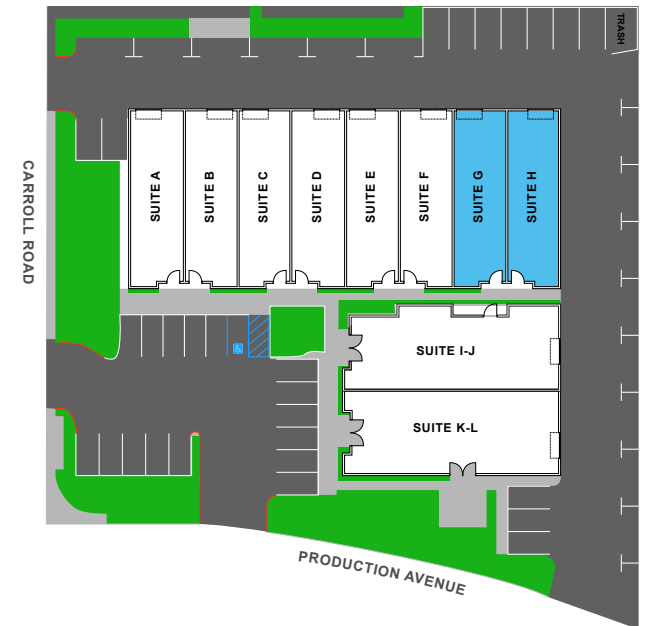 TRASH
CARROLL ROAD
SUITE A
SUITE B
SUITE C
SUITE D
SUITE E
SUITE F
SUITE G
SUITE H
SUITE I-J
SUITE K-L
PRODUCTION AVENUE